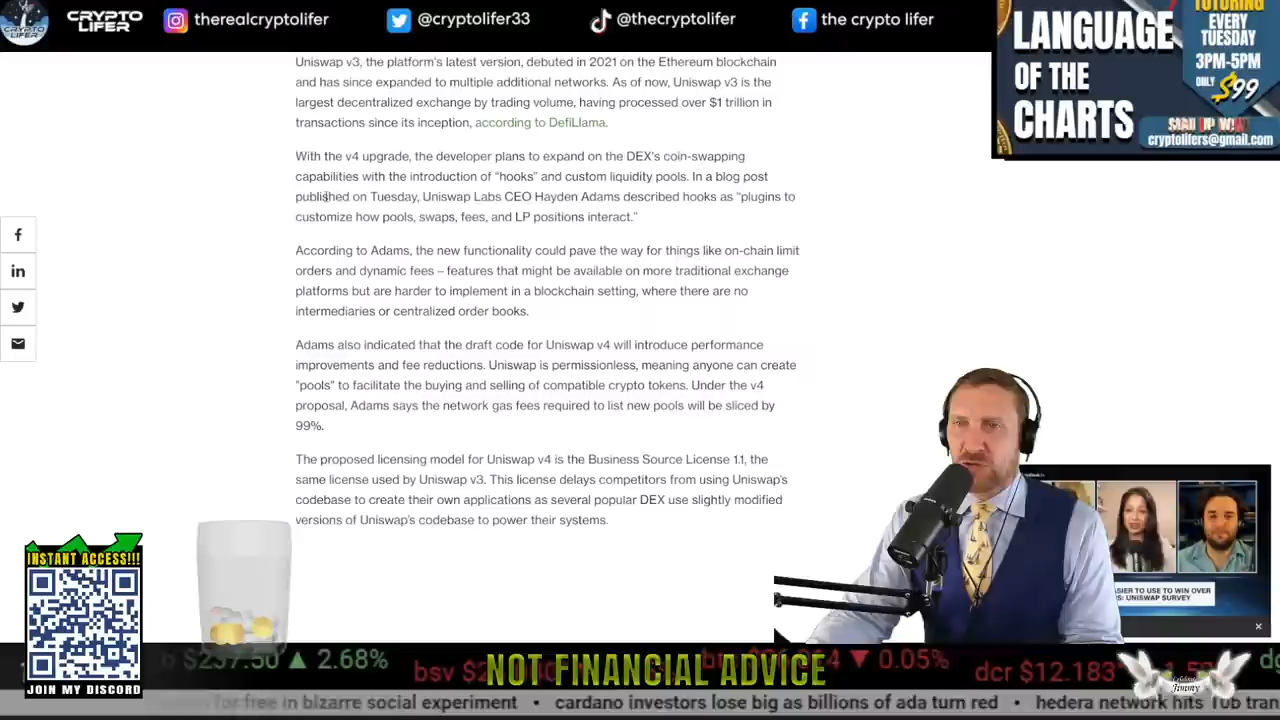 CRYPTO
LIFER
therealcryptolifer
@cryptolifer33
@thecryptolifer
the crypto lifer
LANGUAGE
OF THE
CHARTS
TUTORING
EVERY
TUESDAY
3PM-5PM
ONLY $99
cryptolifers@gmail.com
Uniswap v3, the platform's latest version, debuted in 2021 on the Ethereum blockchain
and has since expanded to multiple additional networks. As of now, Uniswap v3 is the
largest decentralized exchange by trading volume, having processed over $1 trillion in
transactions since its inception, according to DefiLlama.
With the v4 upgrade, the developer plans to expand on the DEX's coin-swapping
capabilities with the introduction of “hooks” and custom liquidity pools. In a blog post
published on Tuesday, Uniswap Labs CEO Hayden Adams described hooks as “plugins to
customize how pools, swaps, fees, and LP positions interact.”
According to Adams, the new functionality could pave the way for things like on-chain limit
orders and dynamic fees – features that might be available on more traditional exchange
platforms but are harder to implement in a blockchain setting, where there are no
intermediaries or centralized order books.
Adams also indicated that the draft code for Uniswap v4 will introduce performance
improvements and fee reductions. Uniswap is permissionless, meaning anyone can create
“pools” to facilitate the buying and selling of compatible crypto tokens. Under the v4
proposal, Adams says the network gas fees required to list new pools will be sliced by
99%.
The proposed licensing model for Uniswap v4 is the Business Source License 1.1, the
same license used by Uniswap v3. This license delays competitors from using Uniswap's
codebase to create their own applications as several popular DEX use slightly modified
versions of Uniswap's codebase to power their systems.
INSTANT ACCESS!!!
JOIN MY DISCORD
ASIER TO USE TO WIN OVER
UNISWAP SURVEY
$237.50 ▲ 2.68%
bsv
NOT FINANCIAL ADVICE
▼ 0.05%
dcr $12.183
Jimmy
for free in bizarre social experiment • cardano investors lose big as billions of ada turn red • hedera network hits 10b tran